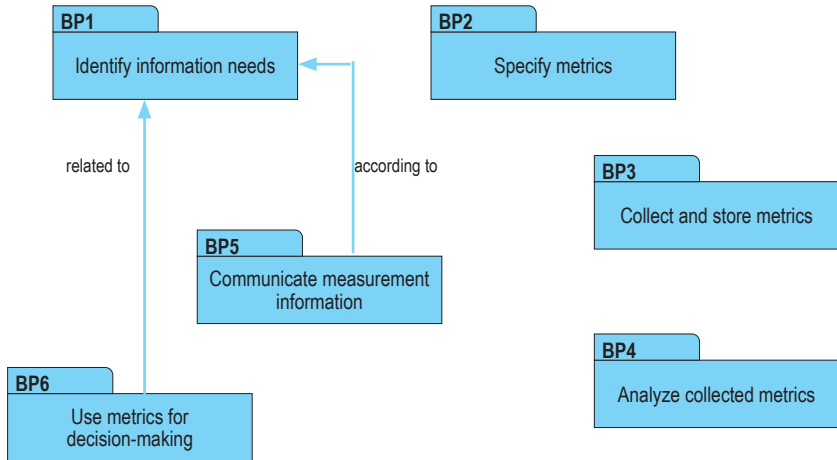 BP1
Identify information needs
BP2
Specify metrics
related to
according to
BP3
Collect and store metrics
BP5
Communicate measurement
information
BP4
Analyze collected metrics
BP6
Use metrics for
decision-making